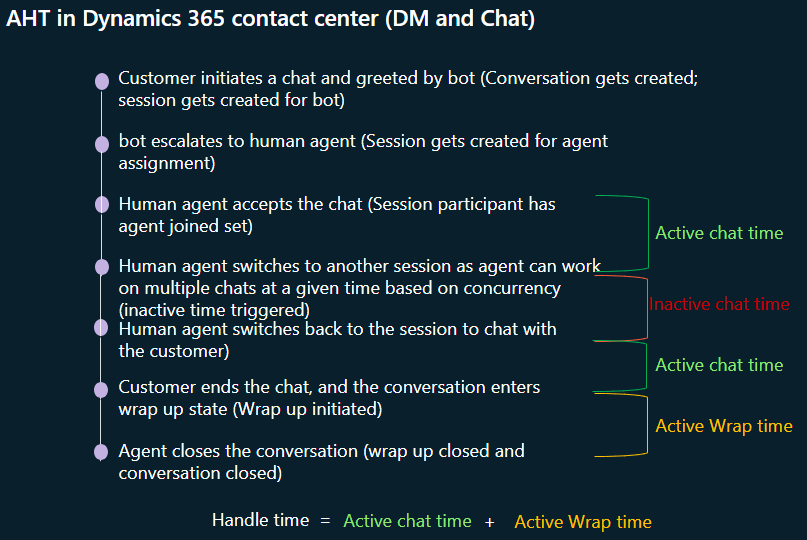 AHT in Dynamics 365 contact center (DM and Chat)
Customer initiates a chat and greeted by bot (Conversation gets created;
session gets created for bot)
bot escalates to human agent (Session gets created for agent
assignment)
Human agent accepts the chat (Session participant has
agent joined set)
Active chat time
Human agent switches to another session as agent can work
on multiple chats at a given time based on concurrency
(inactive time triggered)
Inactive chat time
Human agent switches back to the session to chat with
the customer)
Active chat time
Customer ends the chat, and the conversation enters
wrap up state (Wrap up initiated)
Active Wrap time
Agent closes the conversation (wrap up closed and
conversation closed)
Handle time = Active chat time + Active Wrap time